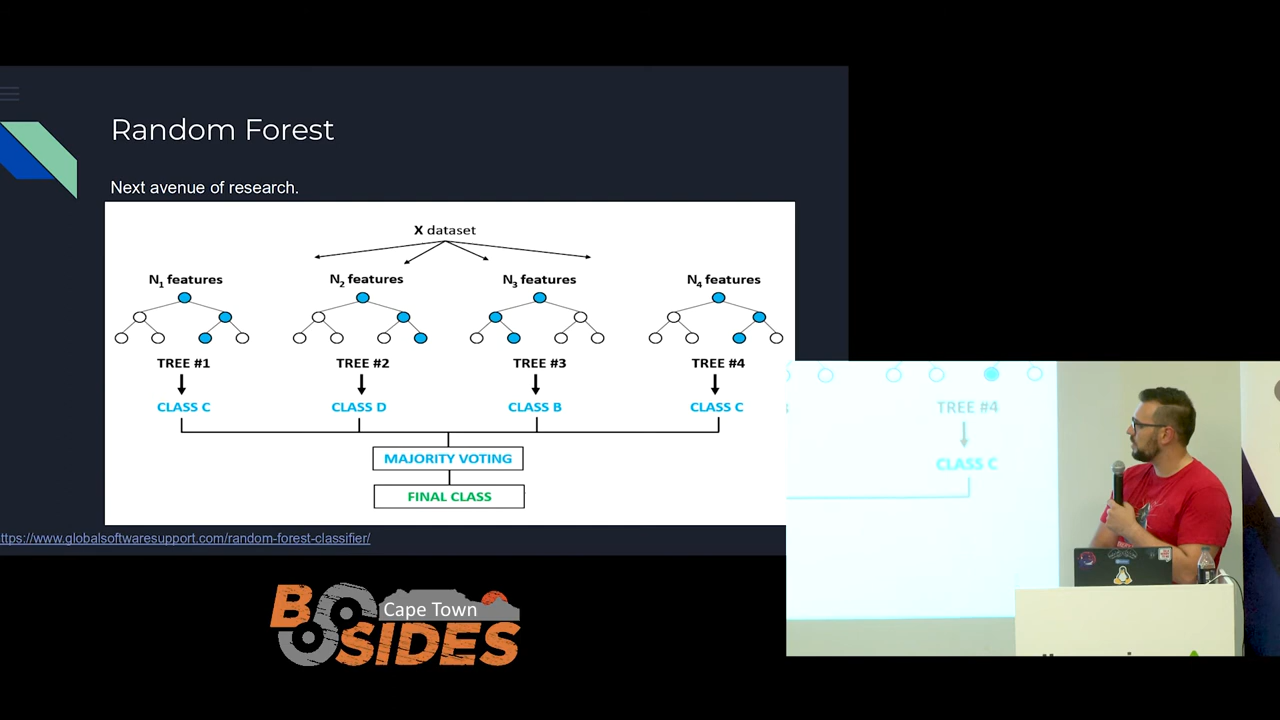 Random Forest
Next avenue of research.
X dataset
N1 features
N2 features
N3 features
N4 features
TREE #1
TREE #2
TREE #3
TREE #4
CLASS C
CLASS D
CLASS B
CLASS C
MAJORITY VOTING
FINAL CLASS
ttps://www.globalsoftwaresupport.com/random-forest-classifier/
TREE #4
CLASS C
BSIDES
Cape Town